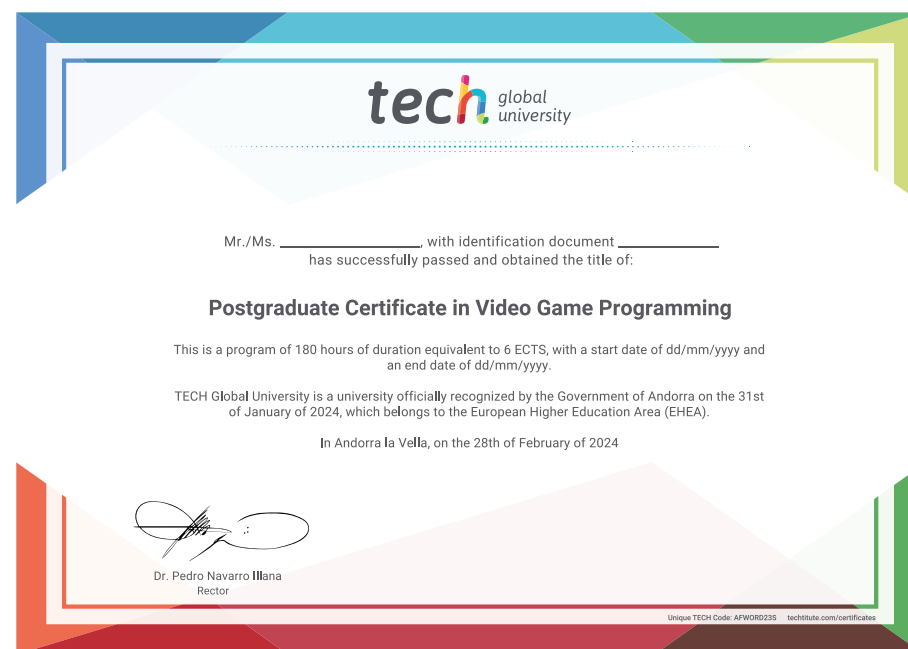 tech global
university
Mr./Ms. ____________________, with identification document ______________
has successfully passed and obtained the title of:
Postgraduate Certificate in Video Game Programming
This is a program of 180 hours of duration equivalent to 6 ECTS, with a start date of dd/mm/yyyy and
an end date of dd/mm/yyyy.
TECH Global University is a university officially recognized by the Government of Andorra on the 31st
of January of 2024, which belongs to the European Higher Education Area (EHEA).
In Andorra la Vella, on the 28th of February of 2024
Dr. Pedro Navarro Illana
Rector
Unique TECH Code: AFWORD23S techtitute.com/certificates